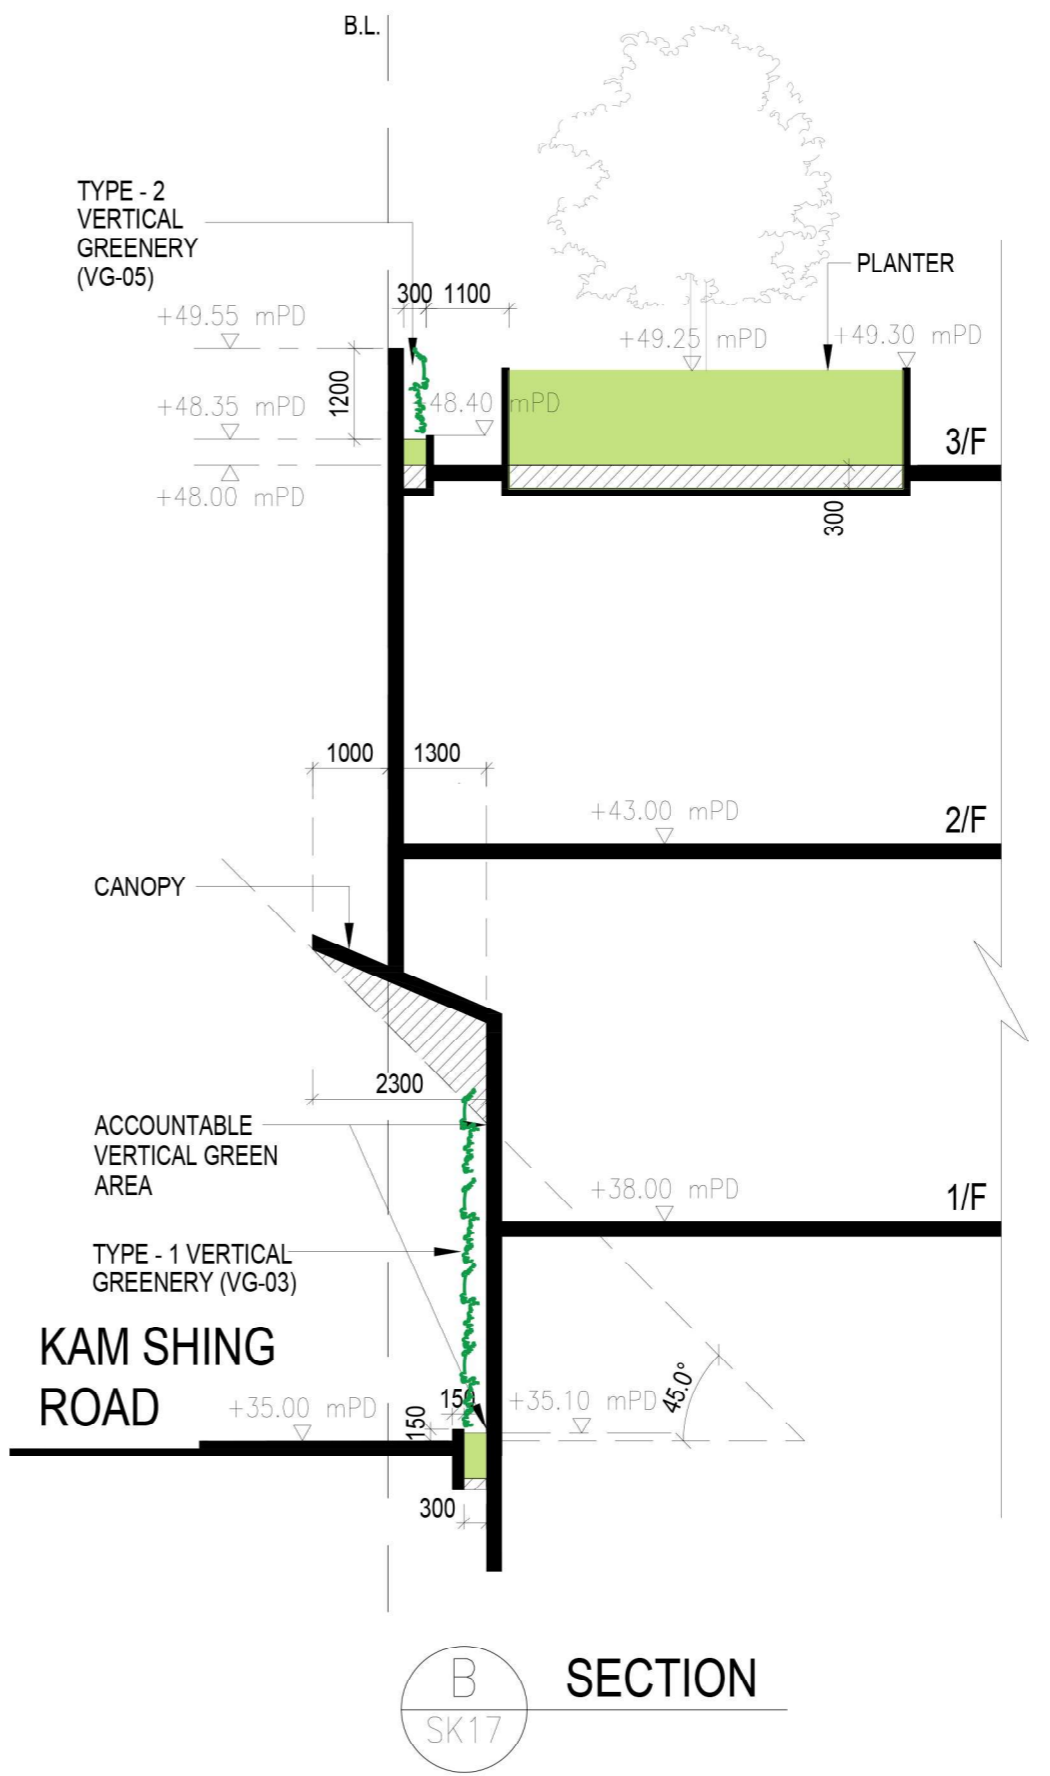 B.L.
TYPE - 2
VERTICAL
GREENERY
(VG-05)
PLANTER
300 1100
+49.55 mPD
+49.25 mPD
+49.30 mPD
1200
+48.35 mPD
48.40 mPD
3/F
+48.00 mPD
300
1000 1300
+43.00 mPD
2/F
CANOPY
2300
ACCOUNTABLE
VERTICAL GREEN
AREA
+38.00 mPD
1/F
TYPE - 1 VERTICAL
GREENERY (VG-03)
KAM SHING
ROAD
+35.00 mPD
150
150
+35.10 mPD
45.0°
300
B
SK17
SECTION